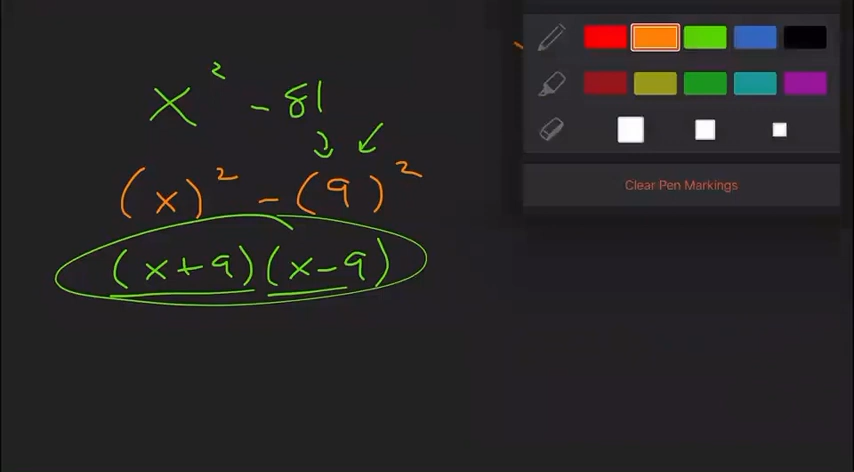 x² - 81
(x)² - (9)²
(x+9)(x-9)
Clear Pen Markings